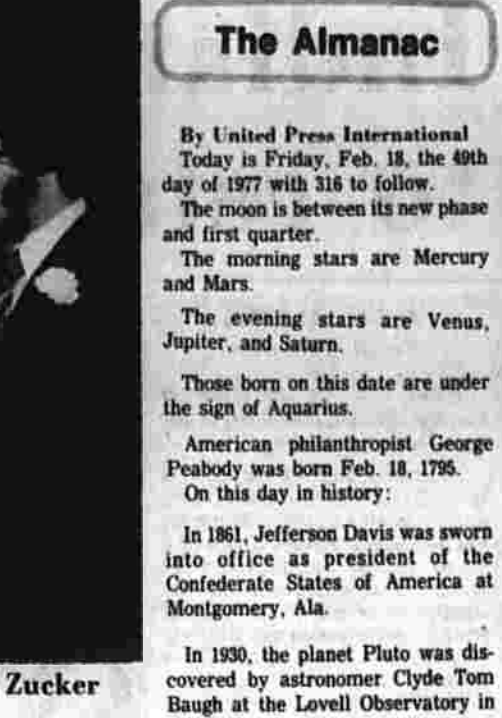 The Almanac
By United Press International
Today is Friday, Feb. 18, the 49th
day of 1977 with 316 to follow.
The moon is between its new phase
and first quarter.
The morning stars are Mercury
and Mars.
The evening stars are Venus,
Jupiter, and Saturn.
Those born on this date are under
the sign of Aquarius.
American philanthropist George
Peabody was born Feb. 18, 1795.
On this day in history:
In 1861, Jefferson Davis was sworn
into office as president of the
Confederate States of America at
Montgomery, Ala.
In 1930, the planet Pluto was dis-
covered by astronomer Clyde Tom
Baugh at the Lovell Observatory in
Zucker